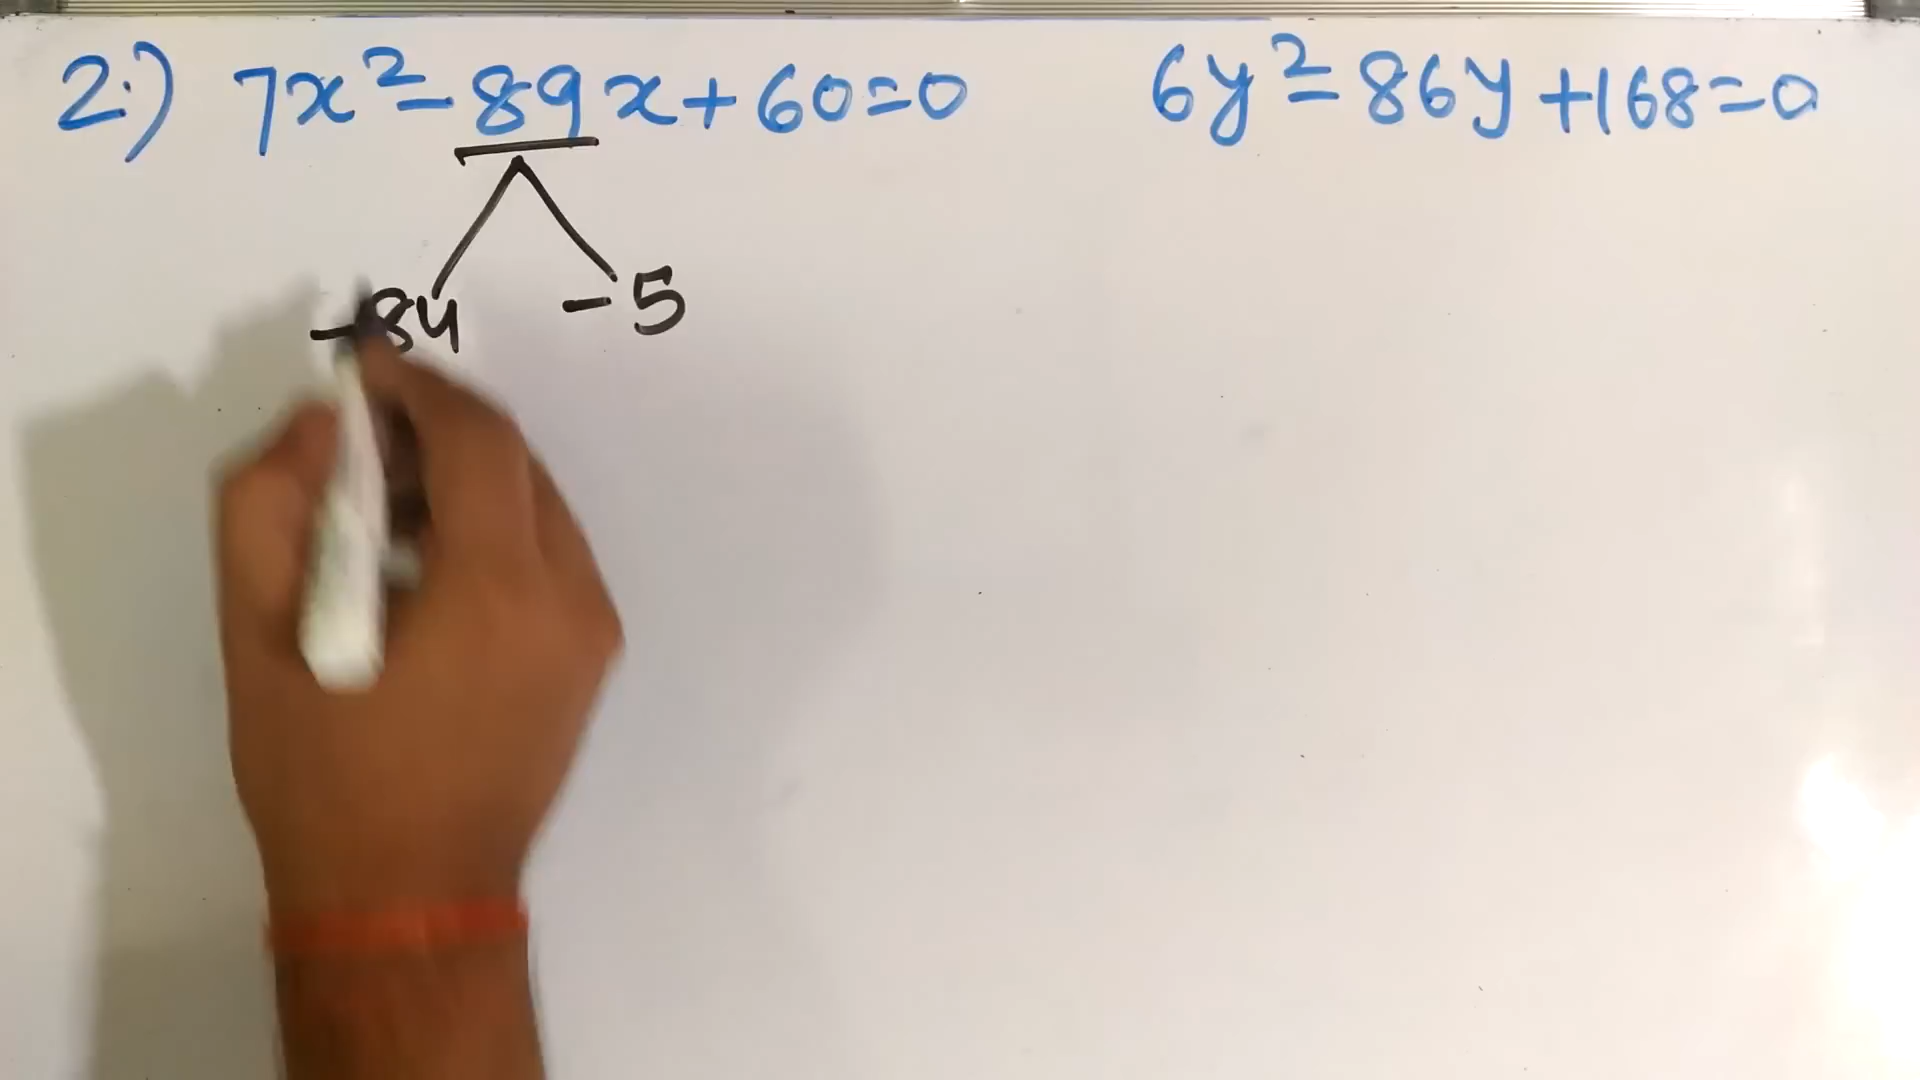 2.) 7x² - 89x + 60 = 0 6y² - 86y + 168 = 0
-84 -5